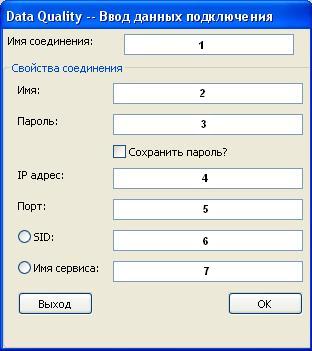 Data Quality -- Ввод данных подключения
Имя соединения: 1
Свойства соединения
Имя: 2
Пароль: 3
Сохранить пароль?
IP адрес: 4
Порт: 5
SID: 6
Имя сервиса: 7
Выход OK